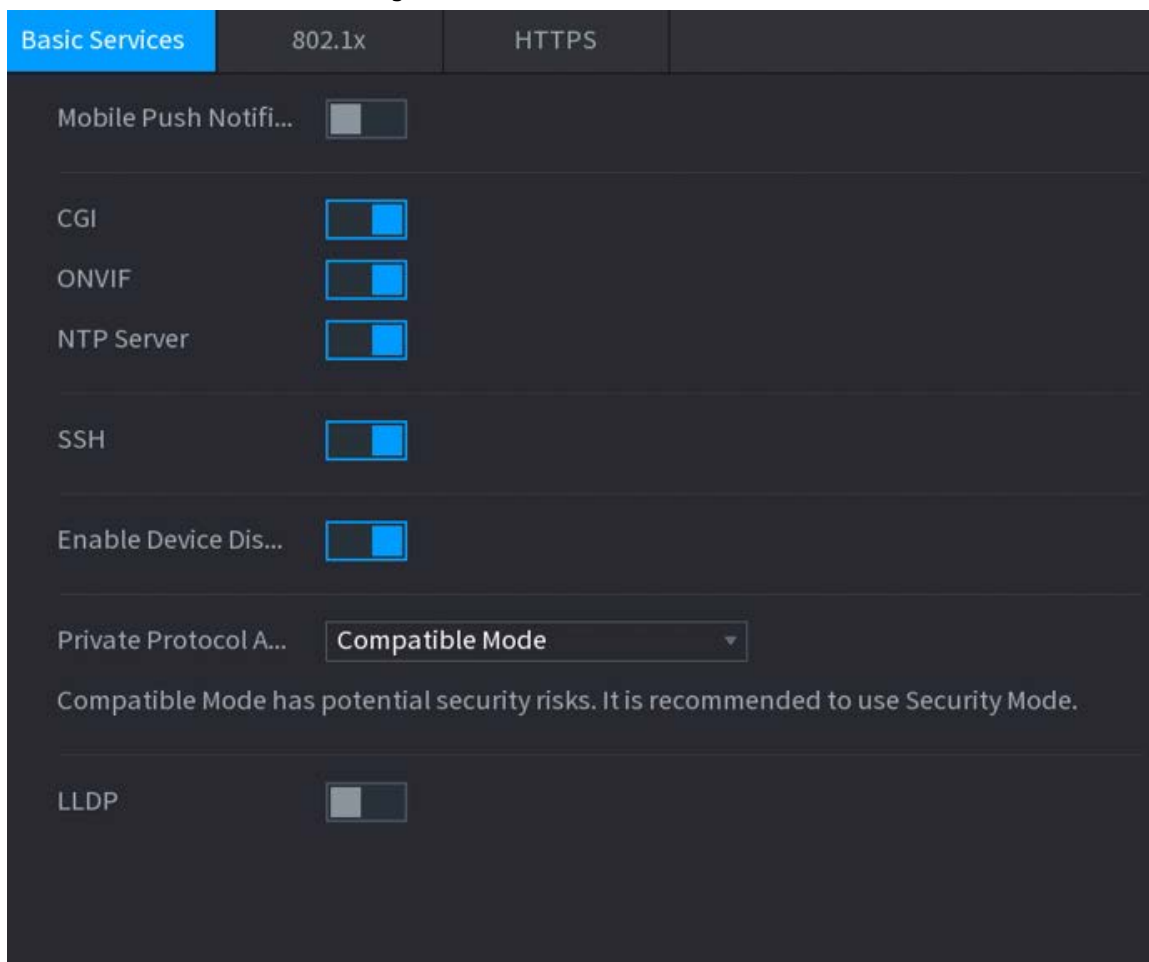 Basic Services 802.1x HTTPS
Mobile Push Notifi...
CGI
ONVIF
NTP Server
SSH
Enable Device Dis...
Private Protocol A... Compatible Mode
Compatible Mode has potential security risks. It is recommended to use Security Mode.
LLDP